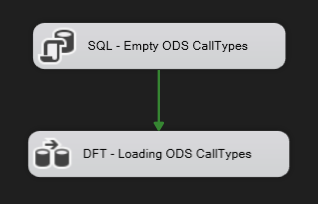 SQL - Empty ODS CallTypes
DFT - Loading ODS CallTypes